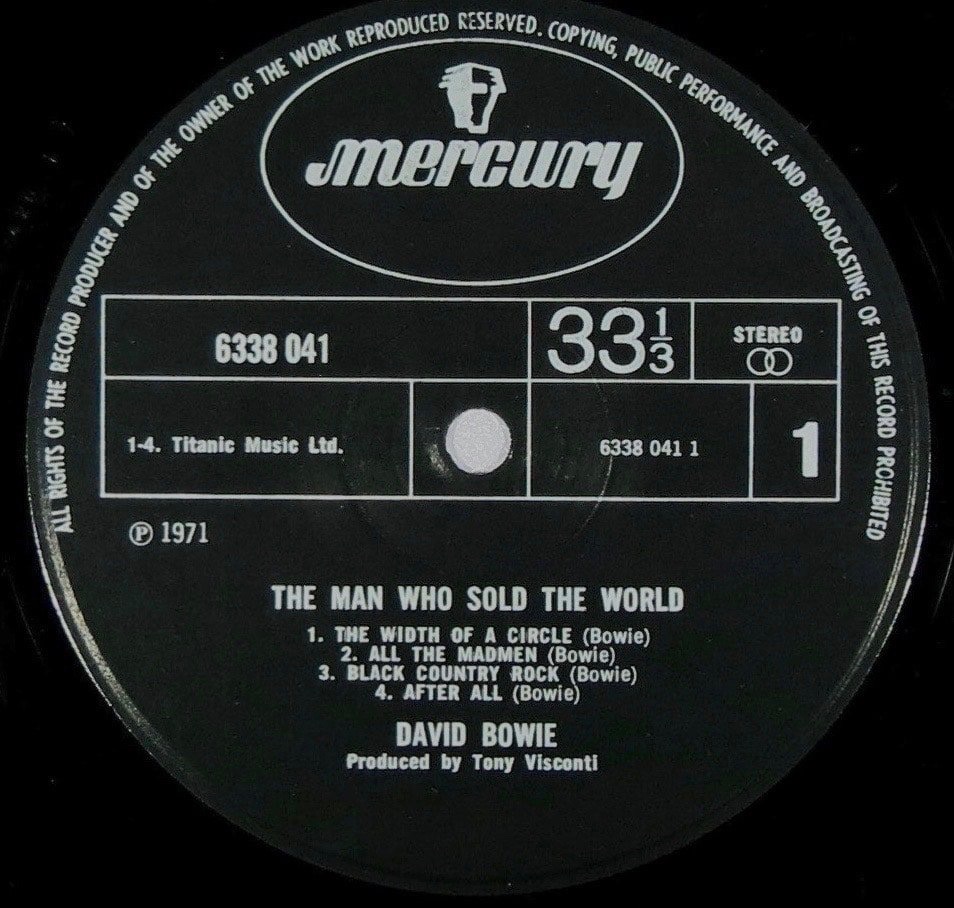 ALL RIGHTS OF THE RECORD PRODUCER AND OF THE OWNER OF THE WORK REPRODUCED RESERVED. COPYING, PUBLIC PERFORMANCE AND BROADCASTING OF THIS RECORD PROHIBITED
mercury
6338 041
33 1/3
STEREO
1-4. Titanic Music Ltd.
6338 041 1
1
℗ 1971
THE MAN WHO SOLD THE WORLD
1. THE WIDTH OF A CIRCLE (Bowie)
2. ALL THE MADMEN (Bowie)
3. BLACK COUNTRY ROCK (Bowie)
4. AFTER ALL (Bowie)
DAVID BOWIE
Produced by Tony Visconti